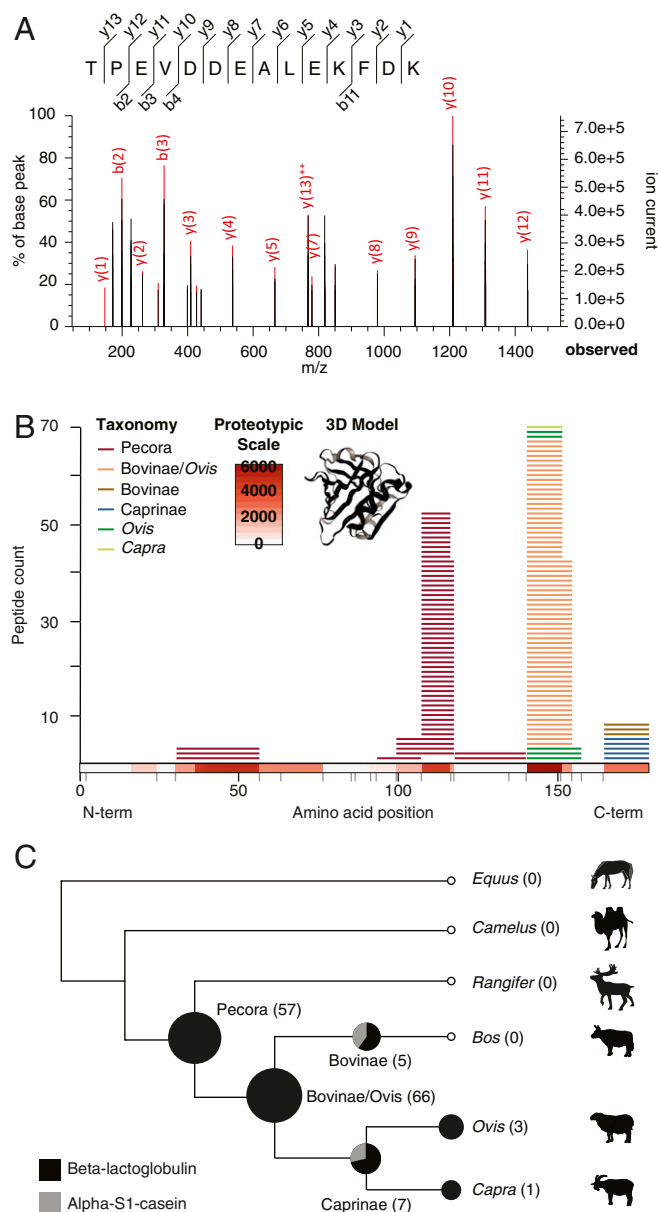 A
y13 y12 y11 y10 y9 y8 y7 y6 y5 y4 y3 y2 y1
T P E V D D E A L E K F D K
b2 b3 b4 b11
% of base peak
100
80
60
40
20
0
y(1)
b(2)
y(2)
b(3)
y(3)
y(4)
y(5)
y(13)++
y(7)
y(8)
y(9)
y(10)
y(11)
y(12)
7.0e+5
6.0e+5
5.0e+5
4.0e+5
3.0e+5
2.0e+5
1.0e+5
0.0e+0
ion current
200 400 600 800 1000 1200 1400
m/z
observed
B
Taxonomy
Pecora
Bovinae/Ovis
Bovinae
Caprinae
Ovis
Capra
Proteotypic
Scale
6000
4000
2000
0
3D Model
Peptide count
70
50
30
10
0 50 100 150
N-term
Amino acid position
C-term
C
Equus (0)
Camelus (0)
Rangifer (0)
Pecora (57)
Bos (0)
Bovinae (5)
Bovinae/Ovis (66)
Ovis (3)
Capra (1)
Caprinae (7)
Beta-lactoglobulin
Alpha-S1-casein